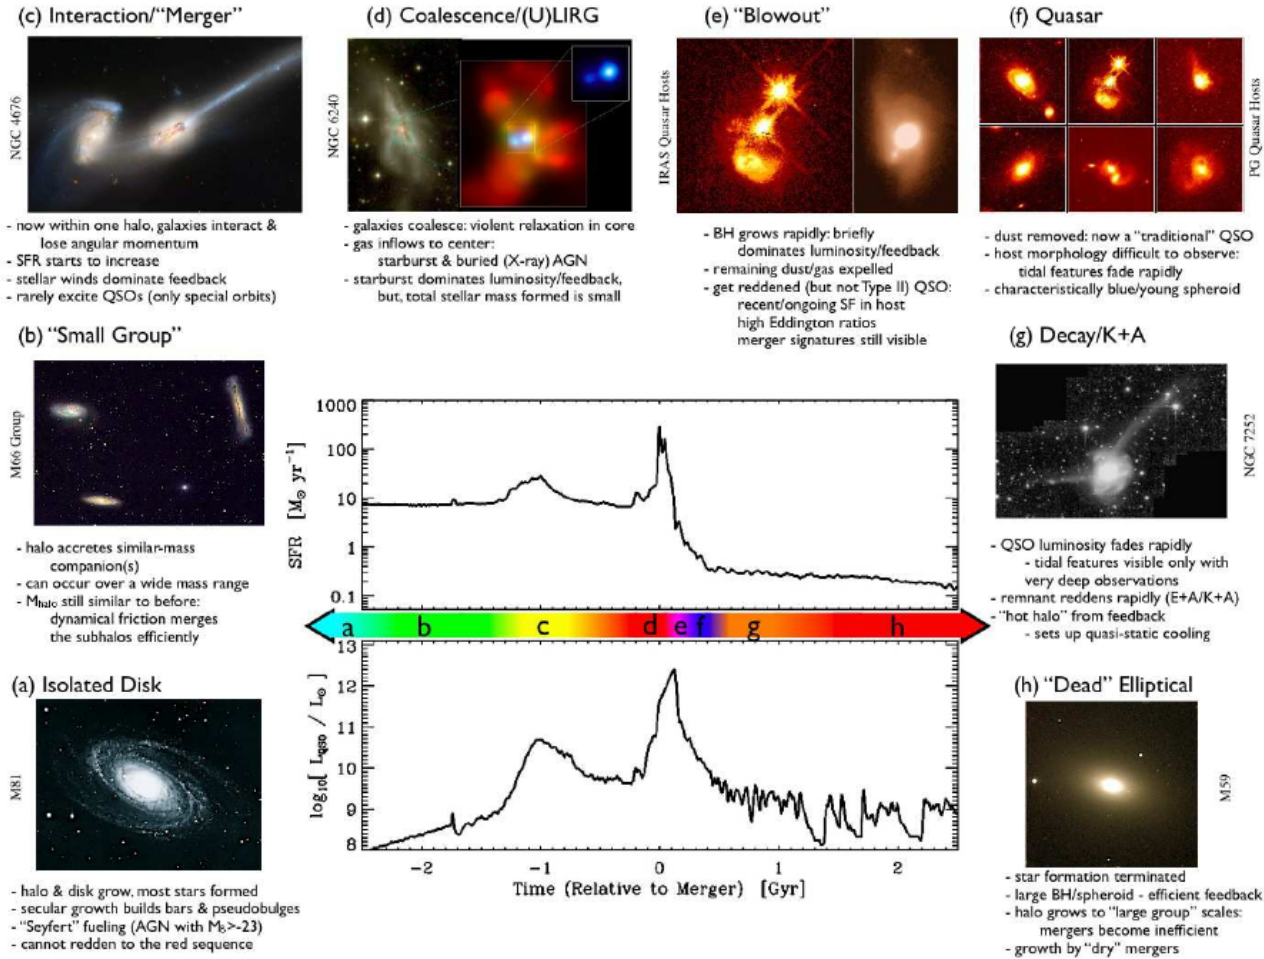 (c) Interaction/“Merger”
NGC 4676
- now within one halo, galaxies interact &
lose angular momentum
- SFR starts to increase
- stellar winds dominate feedback
- rarely excite QSOs (only special orbits)
(d) Coalescence/(U)LIRG
NGC 6240
- galaxies coalesce: violent relaxation in core
- gas inflows to center:
starburst & buried (X-ray) AGN
- starburst dominates luminosity/feedback,
but, total stellar mass formed is small
(e) “Blowout”
IRAS Quasar Hosts
- BH grows rapidly: briefly
dominates luminosity/feedback
- remaining dust/gas expelled
- get reddened (but not Type II) QSO:
recent/ongoing SF in host
high Eddington ratios
merger signatures still visible
(f) Quasar
PG Quasar Hosts
- dust removed: now a “traditional” QSO
- host morphology difficult to observe:
tidal features fade rapidly
- characteristically blue/young spheroid
(b) “Small Group”
M66 Group
- halo accretes similar-mass
companion(s)
- can occur over a wide mass range
- Mhalo still similar to before:
dynamical friction merges
the subhalos efficiently
(a) Isolated Disk
M81
- halo & disk grow, most stars formed
- secular growth builds bars & pseudobulges
- “Seyfert” fueling (AGN with MB>-23)
- cannot redden to the red sequence
1000
100
10
1
0.1
SFR [M⊙ yr⁻¹]
a b c d e f g h
13
12
11
10
9
8
log₁₀[ LQSO / L⊙ ]
-2 -1 0 1 2
Time (Relative to Merger) [Gyr]
(g) Decay/K+A
NGC 7252
- QSO luminosity fades rapidly
- tidal features visible only with
very deep observations
- remnant reddens rapidly (E+A/K+A)
- “hot halo” from feedback
- sets up quasi-static cooling
(h) “Dead” Elliptical
M59
- star formation terminated
- large BH/spheroid - efficient feedback
- halo grows to “large group” scales:
mergers become inefficient
- growth by “dry” mergers